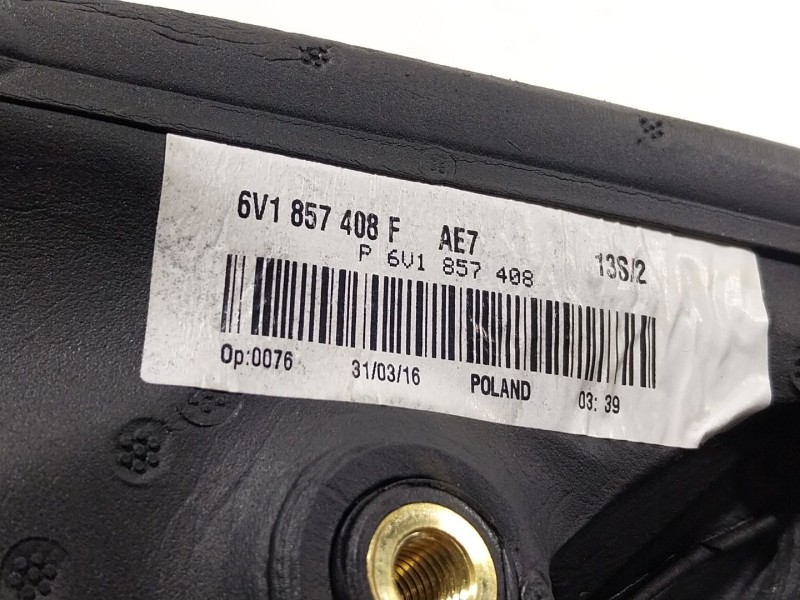 6V1 857 408 F AE7
P 6V1 857 408 13S/2
Op:0076 31/03/16 POLAND 03:39